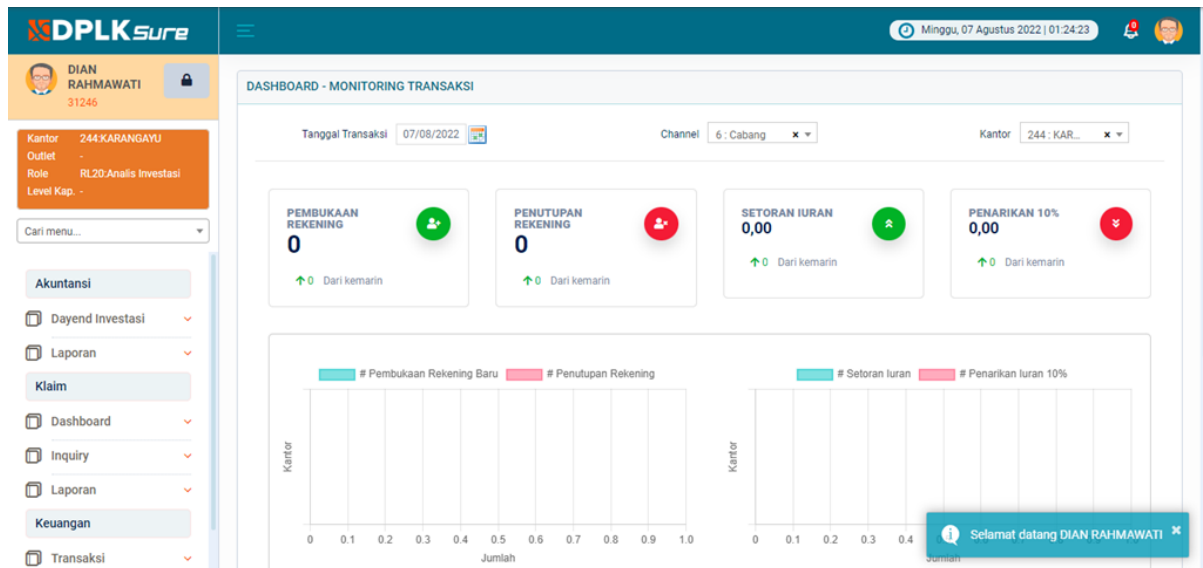 DPLKSure
Minggu, 07 Agustus 2022 | 01:24:23
0
DIAN
RAHMAWATI
31246
Kantor 244:KARANGAYU
Outlet -
Role RL20:Analis Investasi
Level Kap. -
Cari menu...
Akuntansi
Dayend Investasi
Laporan
Klaim
Dashboard
Inquiry
Laporan
Keuangan
Transaksi
DASHBOARD - MONITORING TRANSAKSI
Tanggal Transaksi 07/08/2022 Channel 6 : Cabang x Kantor 244 : KAR... x
PEMBUKAAN
REKENING
0
0 Dari kemarin
PENUTUPAN
REKENING
0
0 Dari kemarin
SETORAN IURAN
0,00
0 Dari kemarin
PENARIKAN 10%
0,00
0 Dari kemarin
# Pembukaan Rekening Baru # Penutupan Rekening
Kantor
0 0.1 0.2 0.3 0.4 0.5 0.6 0.7 0.8 0.9 1.0
Jumlah
# Setoran Iuran # Penarikan Iuran 10%
Kantor
0 0.1 0.2 0.3 0.4
Jumlah
Selamat datang DIAN RAHMAWATI ×